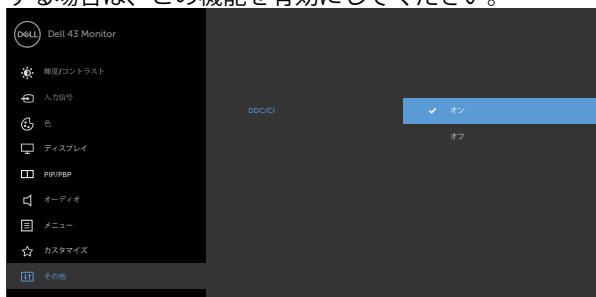 する場合は、この機能を有効にしてください。
DELL Dell 43 Monitor
輝度/コントラスト
入力信号
色
ディスプレイ
PIP/PBP
オーディオ
メニュー
カスタマイズ
その他
DDC/CI
✓ オン
オフ